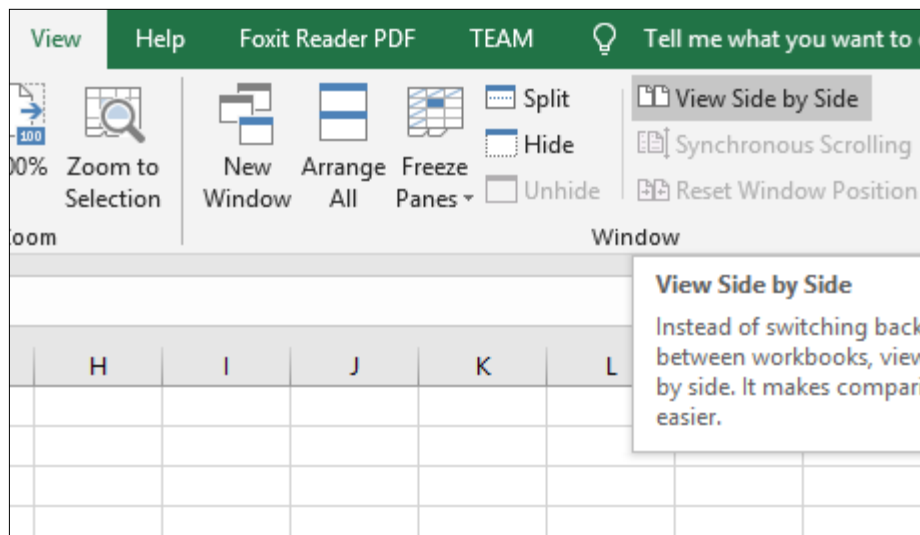 View Help Foxit Reader PDF TEAM Tell me what you want to
100
00% Zoom to Selection New Window Arrange All Freeze Panes Split Hide Unhide View Side by Side Synchronous Scrolling Reset Window Position
Window
View Side by Side
Instead of switching back
between workbooks, view
by side. It makes compari
easier.
H I J K L